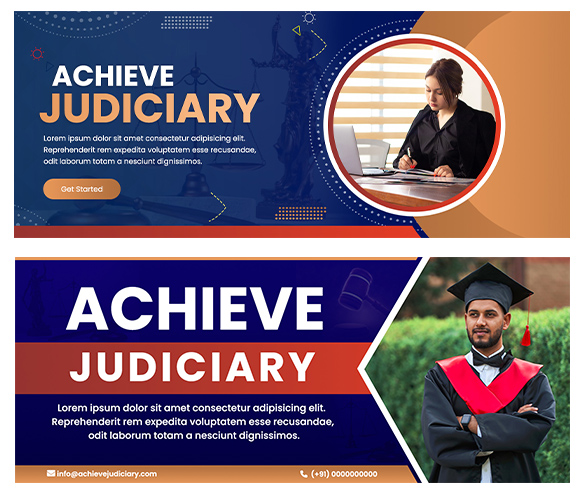 ACHIEVE
JUDICIARY
Lorem ipsum dolor sit amet consectetur adipisicing elit.
Reprehenderit rem expedita voluptatem esse recusandae,
odit laborum totam a nesciunt dignissimos.
Get Started
ACHIEVE
JUDICIARY
Lorem ipsum dolor sit amet consectetur adipisicing elit.
Reprehenderit rem expedita voluptatem esse recusandae,
odit laborum totam a nesciunt dignissimos.
info@achievejudiciary.com (+91) 0000000000